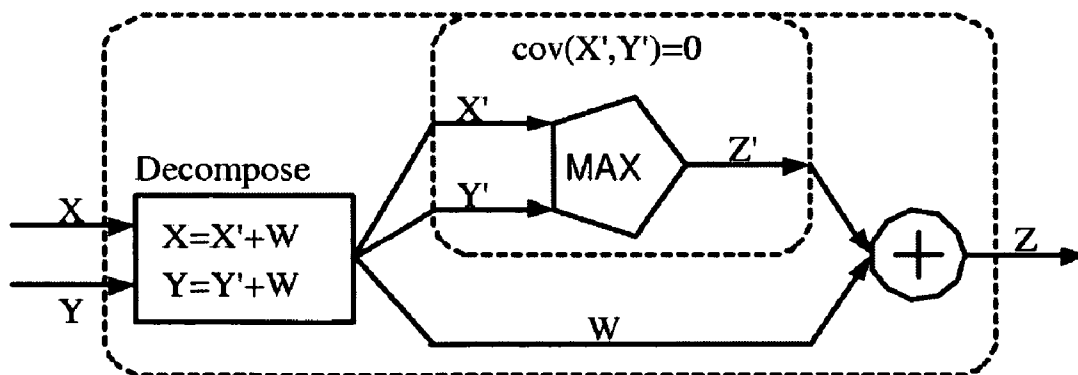 cov(X',Y')=0
X'
MAX
Z'
Y'
Decompose
X
X=X'+W
Y=Y'+W
Y
W
+
Z